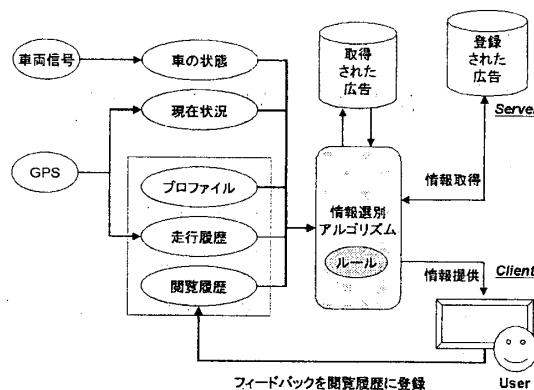 車両信号
車の状態
取得
された
広告
登録
された
広告
現在状況
Server
GPS
プロファイル
情報取得
情報選別
アルゴリズム
走行履歴
ルール
情報提供
Client
閲覧履歴
フィードバックを閲覧履歴に登録
User